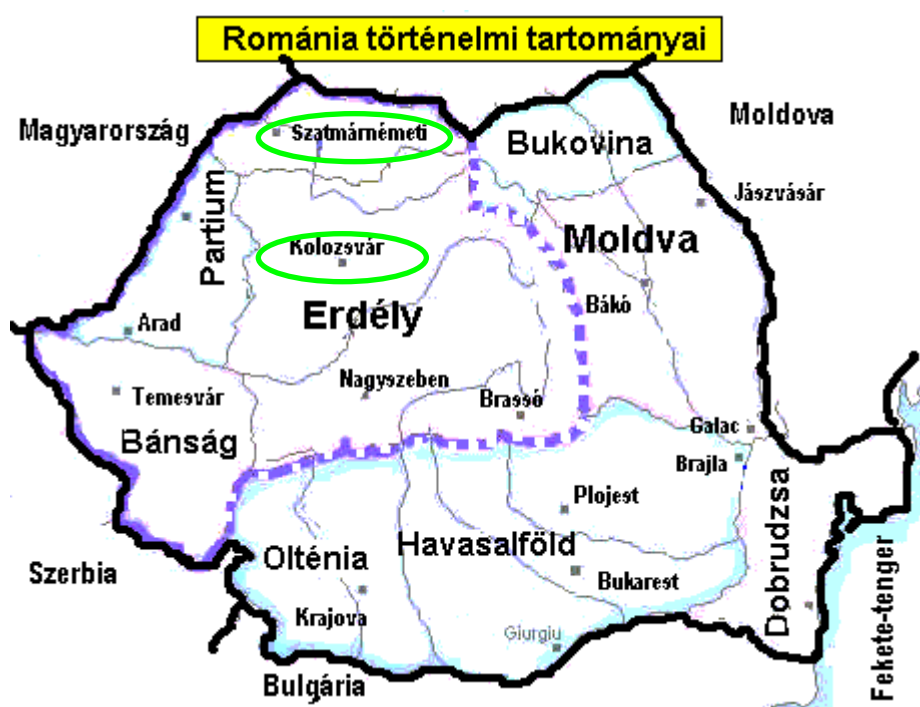 Románia történelmi tartományai
Magyarország
Szatmárnémeti
Bukovina
Moldova
Partium
Jászvásár
Kolozsvár
Moldva
Erdély
Bákó
Arad
Temesvár
Nagyszeben
Brassó
Bánság
Galac
Brajla
Plojest
Dobrudzsa
Olténia
Havasalföld
Szerbia
Bukarest
Krajova
Giurgiu
Fekete-tenger
Bulgária